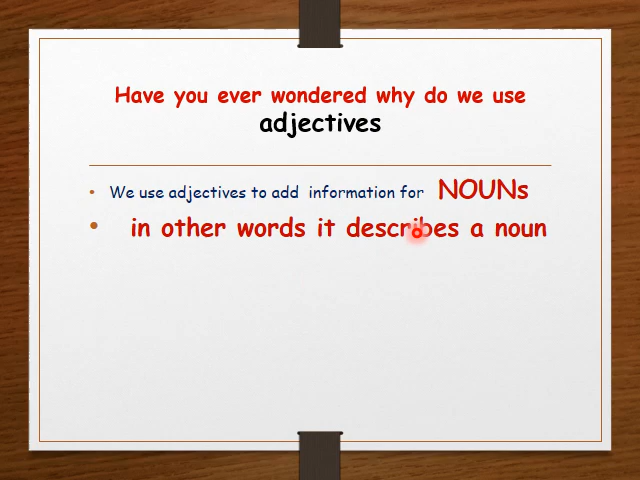 Have you ever wondered why do we use
adjectives
• We use adjectives to add information for NOUNs
• in other words it describes a noun